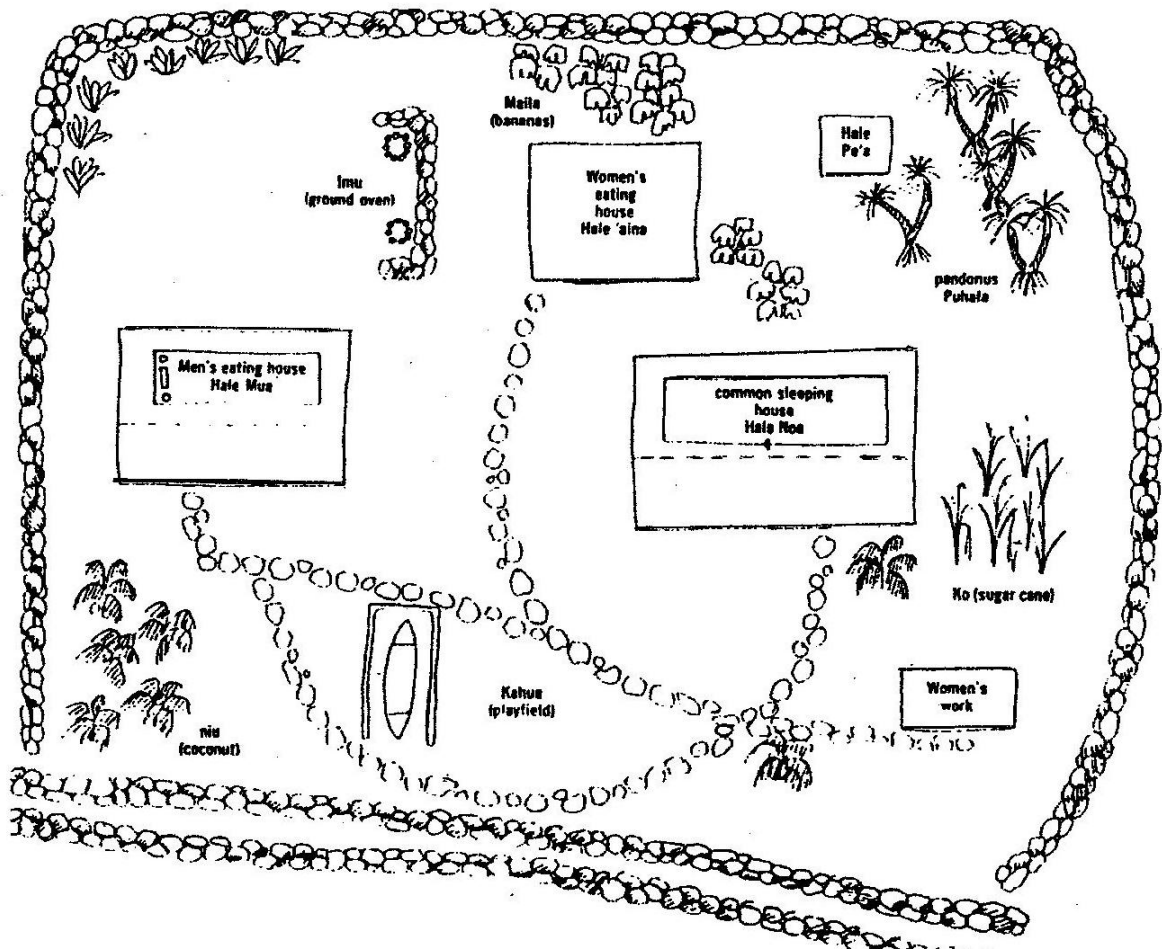 Maila
(bananas)
Hale
Pe'a
Imu
(ground oven)
Women's
eating
house
Hale 'aina
pandanus
Puhala
Men's eating house
Hale Mua
common sleeping
house
Hale Noa
Ko (sugar cane)
Kahua
(playfield)
Women's
work
niu
(coconut)